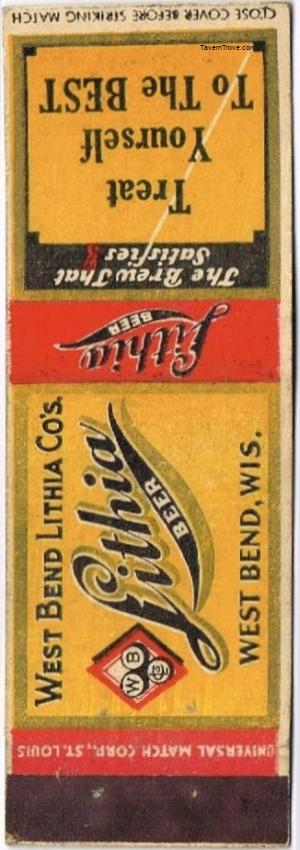 TavernTrove.com
CLOSE COVER BEFORE STRIKING MATCH
Treat
Yourself
To The BEST
The Brew That
Satisfies
Lithia
BEER
WEST BEND LITHIA CO'S.
Lithia
BEER
W B
WEST BEND, WIS.
UNIVERSAL MATCH CORP., ST. LOUIS